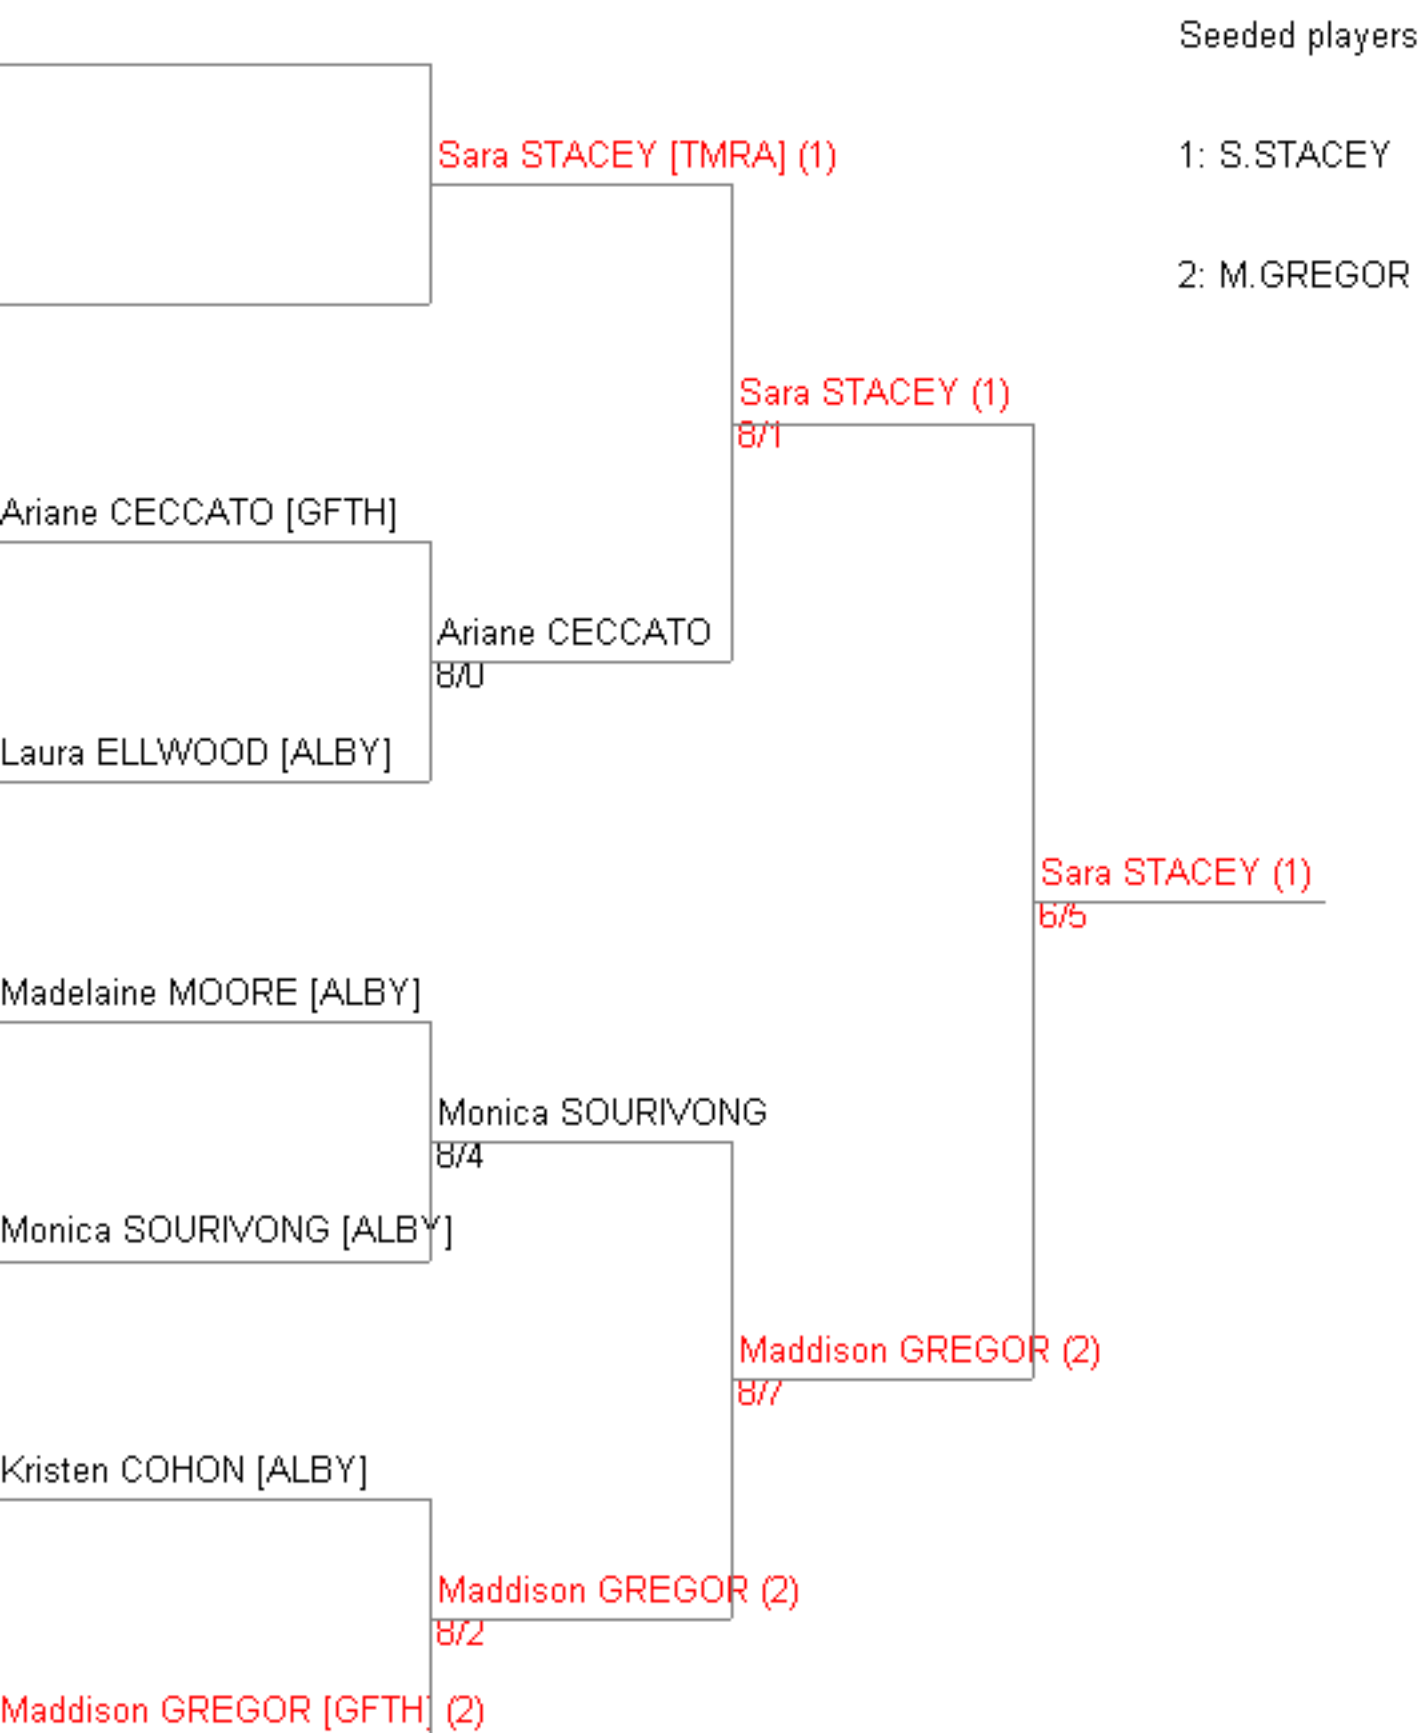 Seeded players
Sara STACEY [TMRA] (1)
1: S.STACEY
2: M.GREGOR
Sara STACEY (1)
8/1
Ariane CECCATO [GFTH]
Ariane CECCATO
8/0
Laura ELLWOOD [ALBY]
Sara STACEY (1)
6/5
Madelaine MOORE [ALBY]
Monica SOURIVONG
8/4
Monica SOURIVONG [ALBY]
Maddison GREGOR (2)
8/7
Kristen COHON [ALBY]
Maddison GREGOR (2)
8/2
Maddison GREGOR [GFTH] (2)